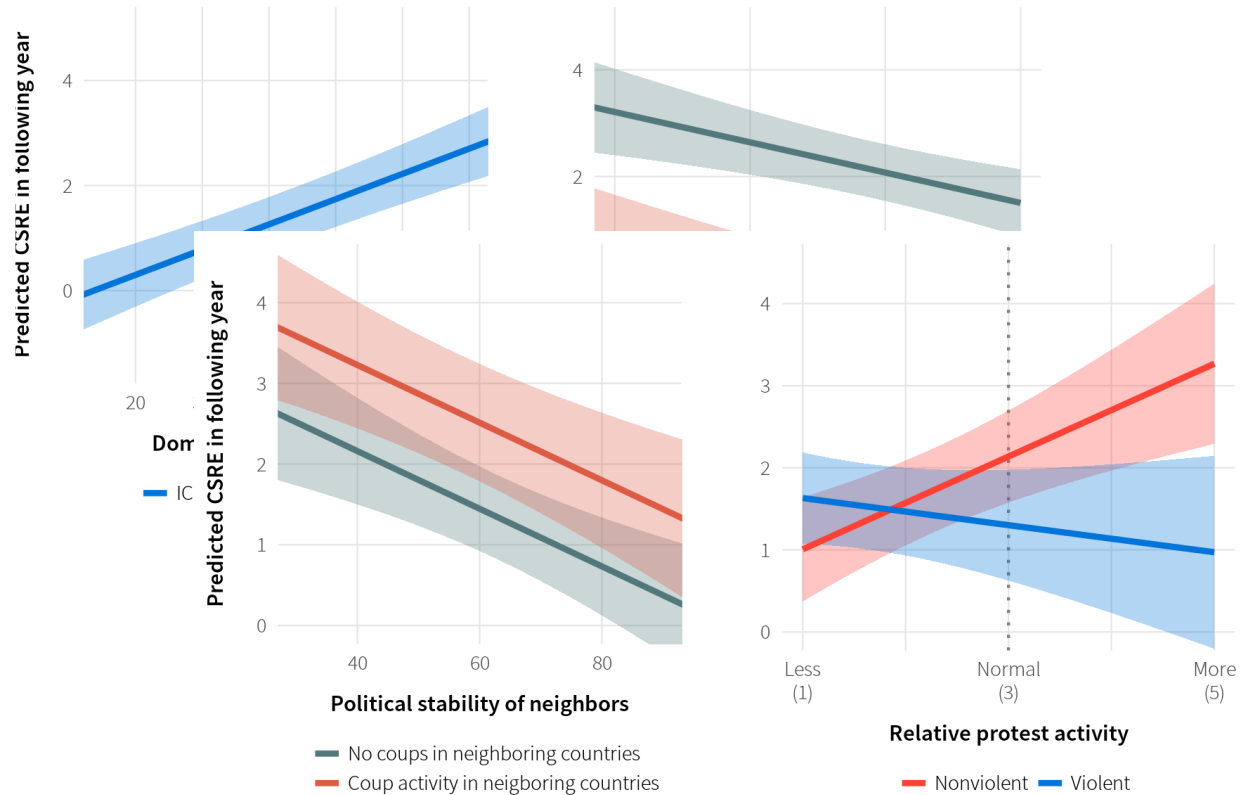 Predicted CSRE in following year
4
2
0
20
Dom
IC
4
2
Predicted CSRE in following year
4
3
2
1
0
40
60
80
Political stability of neighbors
No coups in neighboring countries
Coup activity in neigboring countries
4
3
2
1
0
Less
(1)
Normal
(3)
More
(5)
Relative protest activity
Nonviolent
Violent